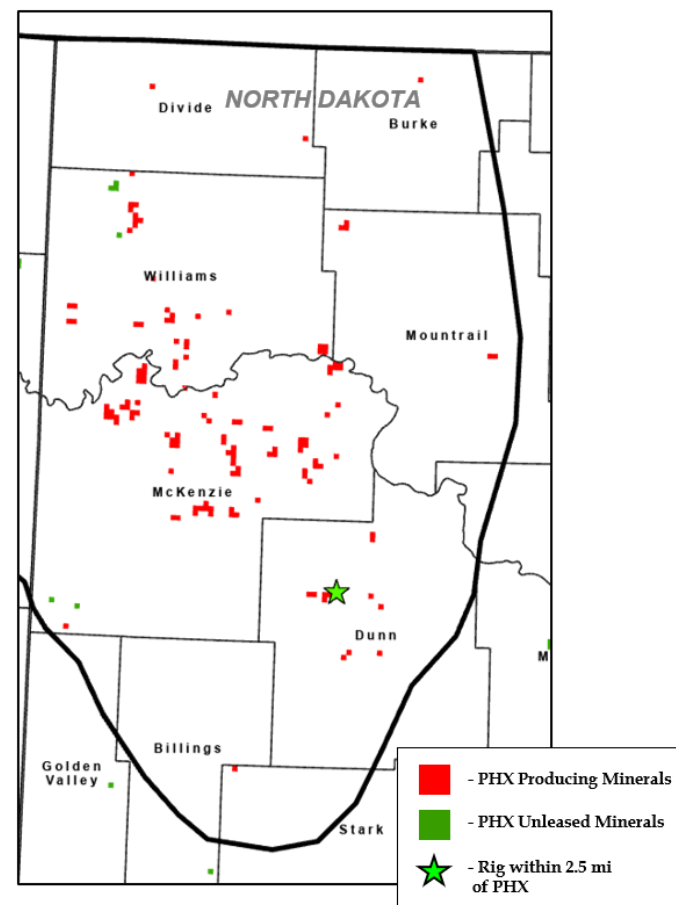 NORTH DAKOTA
Divide
Burke
Williams
Mountrail
McKenzie
Dunn
M
Billings
Golden
Valley
Stark
- PHX Producing Minerals
- PHX Unleased Minerals
- Rig within 2.5 mi
of PHX